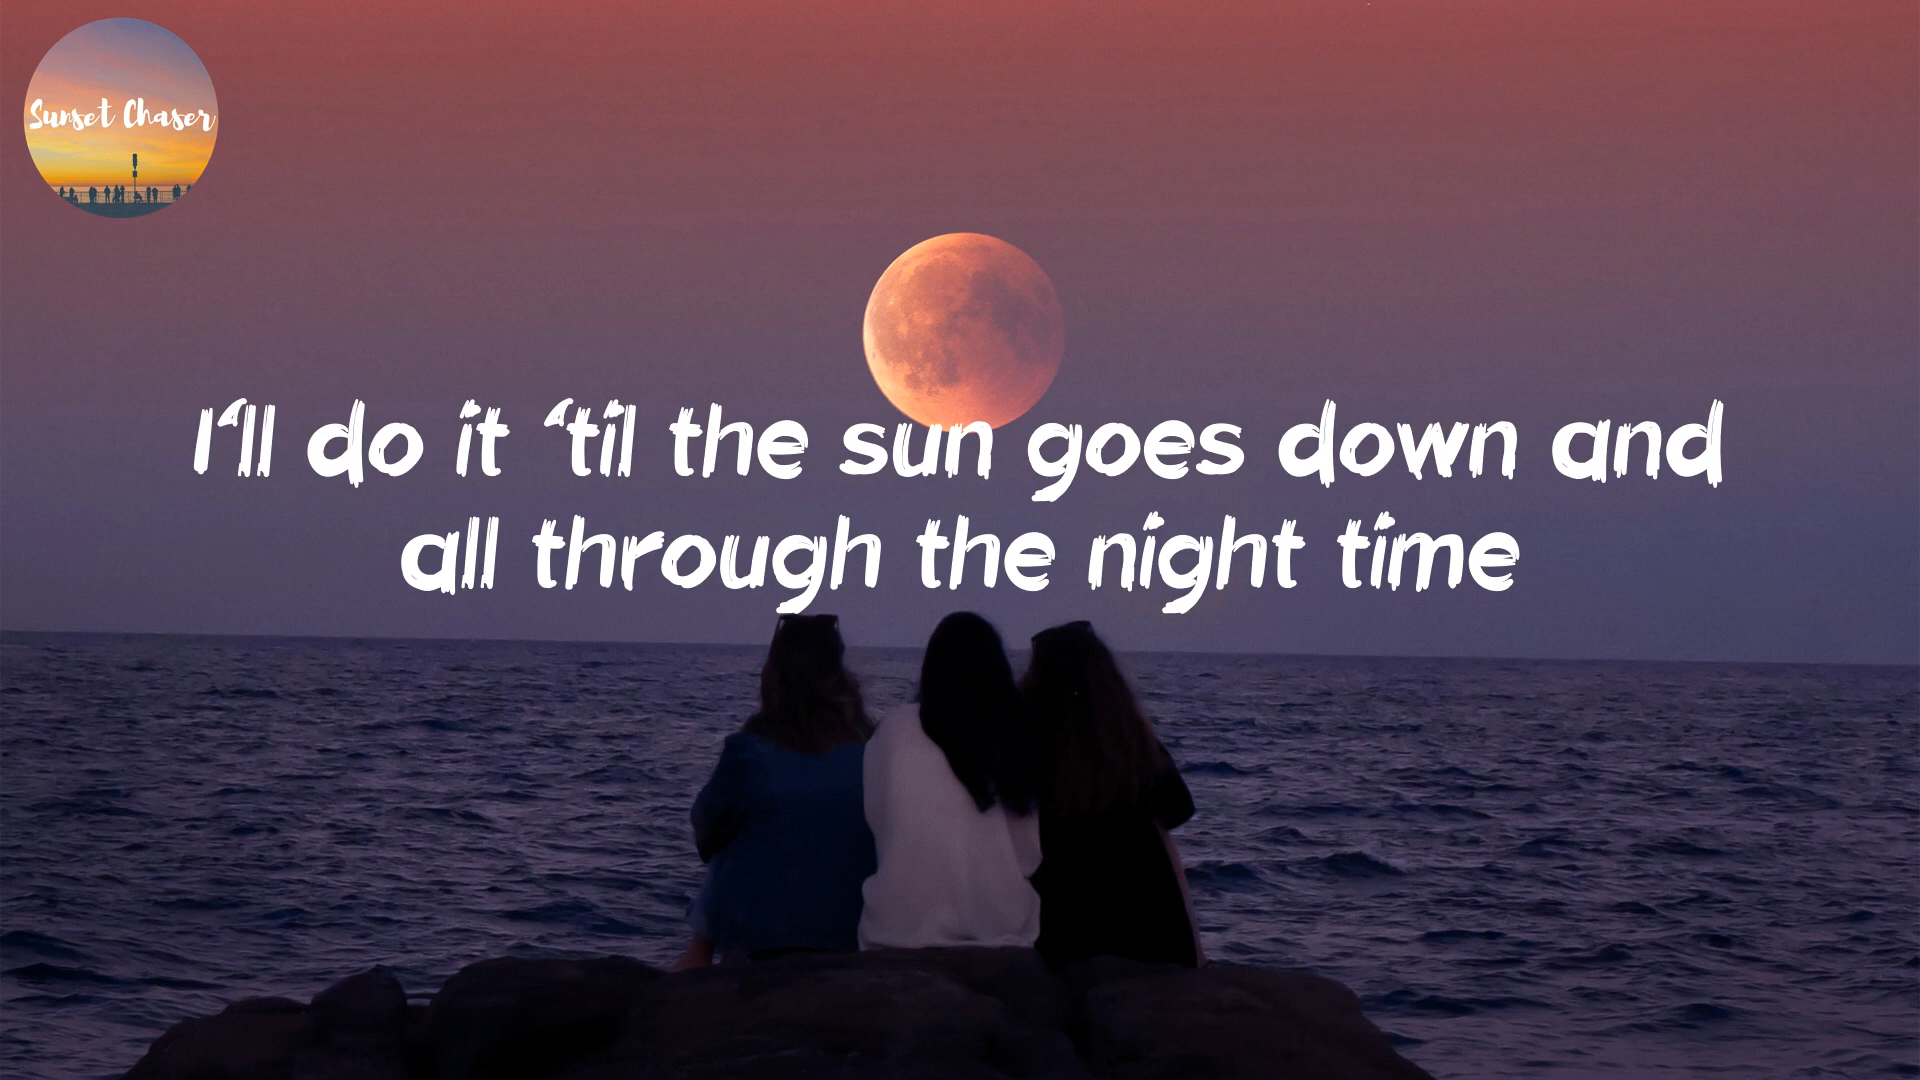 Sunset Chaser
I'll do it 'til the sun goes down and
all through the night time